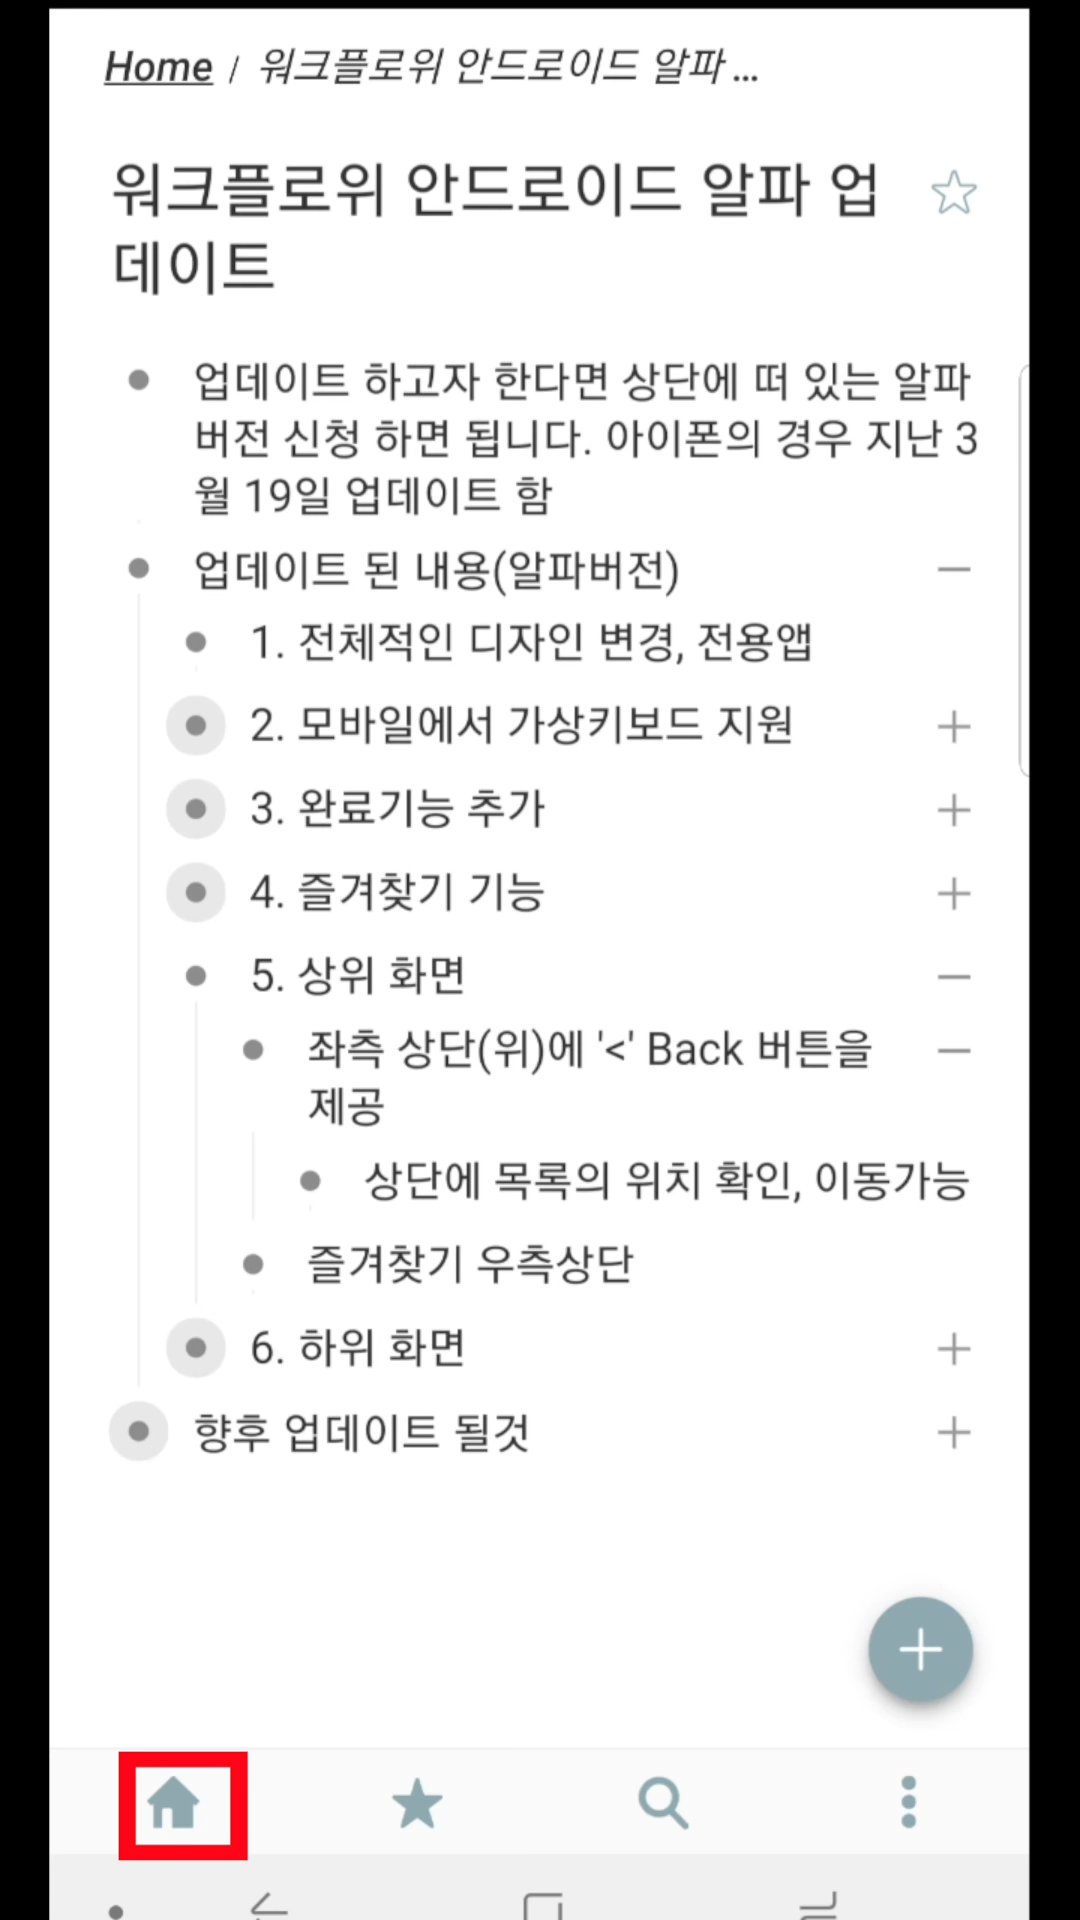 Home / 워크플로위 안드로이드 알파 ...
워크플로위 안드로이드 알파 업
데이트
업데이트 하고자 한다면 상단에 떠 있는 알파
버전 신청 하면 됩니다. 아이폰의 경우 지난 3
월 19일 업데이트 함
업데이트 된 내용(알파버전)
1. 전체적인 디자인 변경, 전용앱
2. 모바일에서 가상키보드 지원
3. 완료기능 추가
4. 즐겨찾기 기능
5. 상위 화면
좌측 상단(위)에 '<' Back 버튼을
제공
상단에 목록의 위치 확인, 이동가능
즐겨찾기 우측상단
6. 하위 화면
향후 업데이트 될것